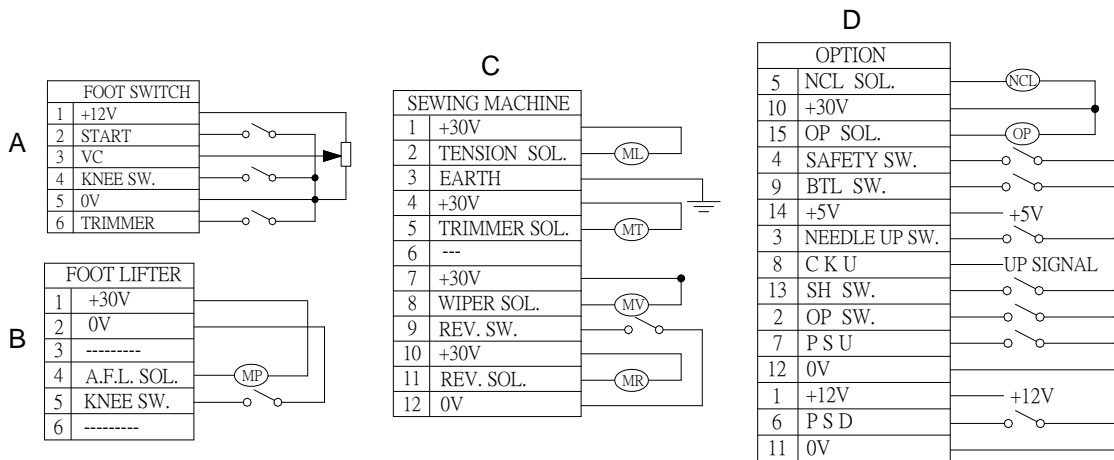 A
FOOT SWITCH
1 +12V
2 START
3 VC
4 KNEE SW.
5 0V
6 TRIMMER
B
FOOT LIFTER
1 +30V
2 0V
3 ---------
4 A.F.L. SOL. MP
5 KNEE SW.
6 ---------
C
SEWING MACHINE
1 +30V
2 TENSION SOL. ML
3 EARTH
4 +30V
5 TRIMMER SOL. MT
6 ---
7 +30V
8 WIPER SOL. MV
9 REV. SW.
10 +30V
11 REV. SOL. MR
12 0V
D
OPTION
5 NCL SOL. NCL
10 +30V
15 OP SOL. OP
4 SAFETY SW.
9 BTL SW.
14 +5V +5V
3 NEEDLE UP SW.
8 C K U UP SIGNAL
13 SH SW.
2 OP SW.
7 P S U
12 0V
1 +12V +12V
6 P S D
11 0V